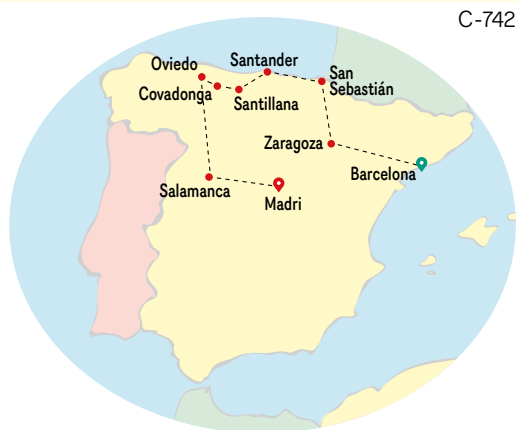 C-742
Oviedo
Santander
San
Sebastián
Covadonga
Santillana
Zaragoza
Barcelona
Salamanca
Madri